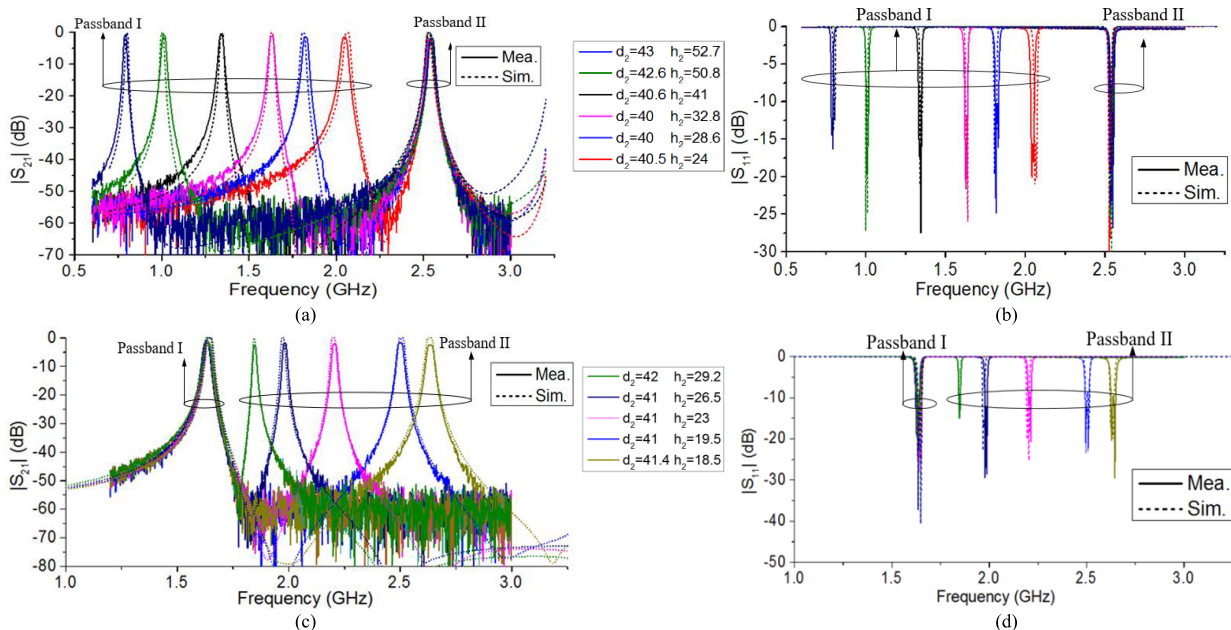 Passband I
Passband II
0
-10
-20
-30
-40
-50
-60
-70
|S21| (dB)
Mea.
Sim.
0.5
1.0
1.5
2.0
2.5
3.0
Frequency (GHz)
(a)
d2=43 h2=52.7
d2=42.6 h2=50.8
d2=40.6 h2=41
d2=40 h2=32.8
d2=40 h2=28.6
d2=40.5 h2=24
Passband I
Passband II
0
-5
-10
-15
-20
-25
-30
|S11| (dB)
Mea.
Sim.
0.5
1.0
1.5
2.0
2.5
3.0
Frequency (GHz)
(b)
Passband I
Passband II
0
-10
-20
-30
-40
-50
-60
-70
-80
|S21| (dB)
Mea.
Sim.
1.0
1.5
2.0
2.5
3.0
Frequency (GHz)
(c)
d2=42 h2=29.2
d2=41 h2=26.5
d2=41 h2=23
d2=41 h2=19.5
d2=41.4 h2=18.5
Passband I
Passband II
0
-10
-20
-30
-40
-50
|S11| (dB)
Mea.
Sim.
1.0
1.5
2.0
2.5
3.0
Frequency (GHz)
(d)